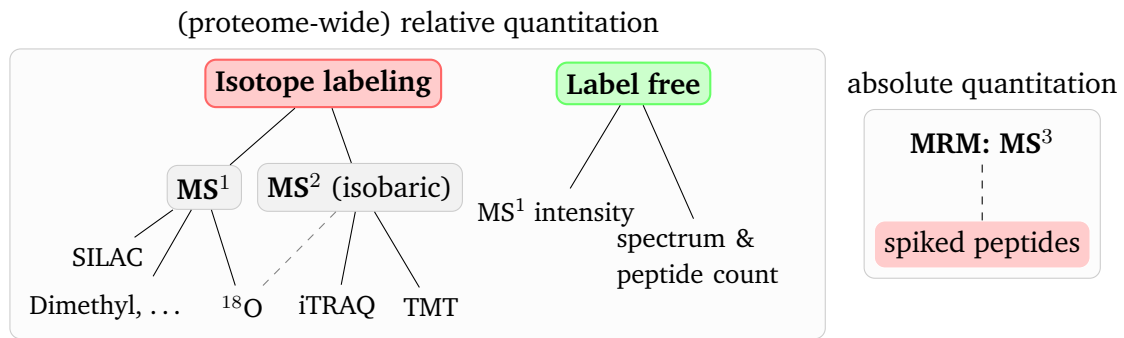 (proteome-wide) relative quantitation
Isotope labeling
Label free
absolute quantitation
MRM: MS³
MS¹
MS² (isobaric)
MS¹ intensity
spectrum &
peptide count
spiked peptides
SILAC
Dimethyl, . . .
¹⁸O
iTRAQ
TMT